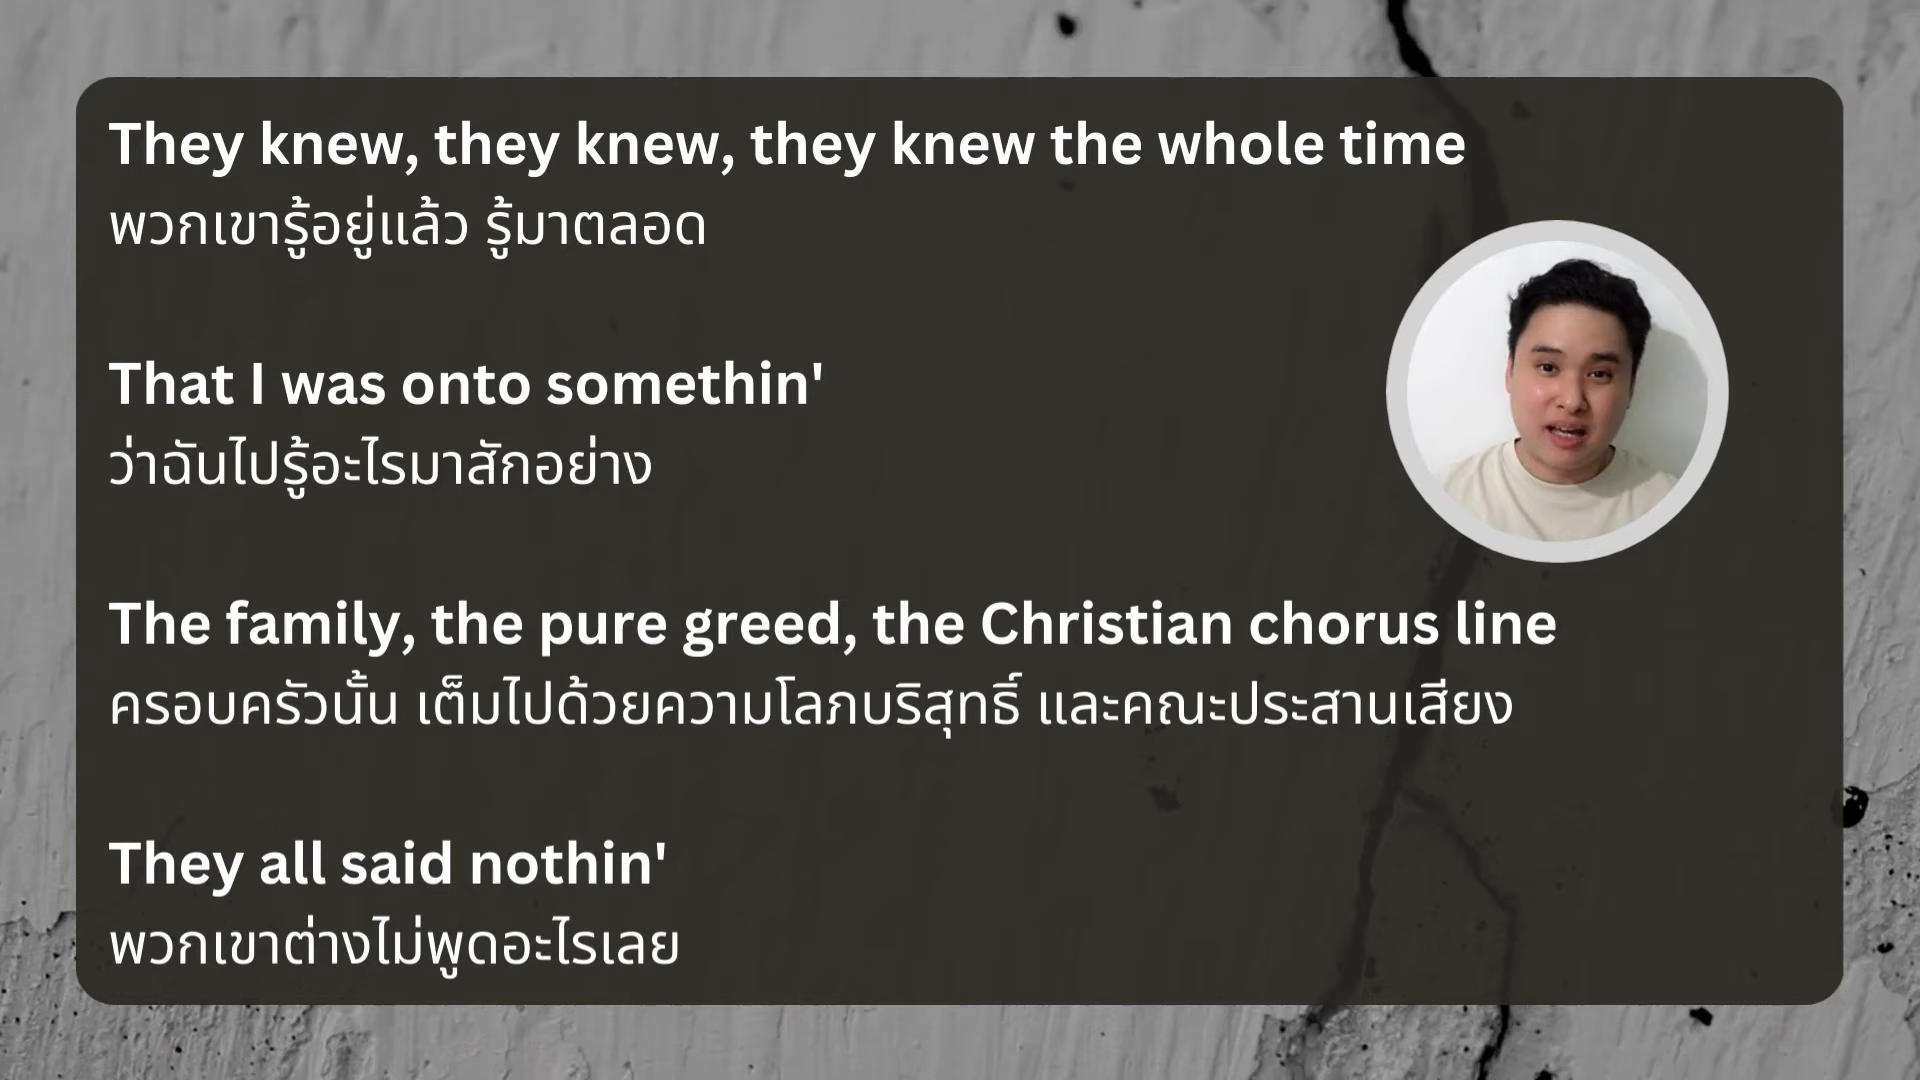 They knew, they knew, they knew the whole time
พวกเขารู้อยู่แล้ว รู้มาตลอด
That I was onto somethin'
ว่าฉันไปรู้อะไรมาสักอย่าง
The family, the pure greed, the Christian chorus line
ครอบครัวนั้น เต็มไปด้วยความโลภบริสุทธิ์ และคณะประสานเสียง
They all said nothin'
พวกเขาต่างไม่พูดอะไรเลย